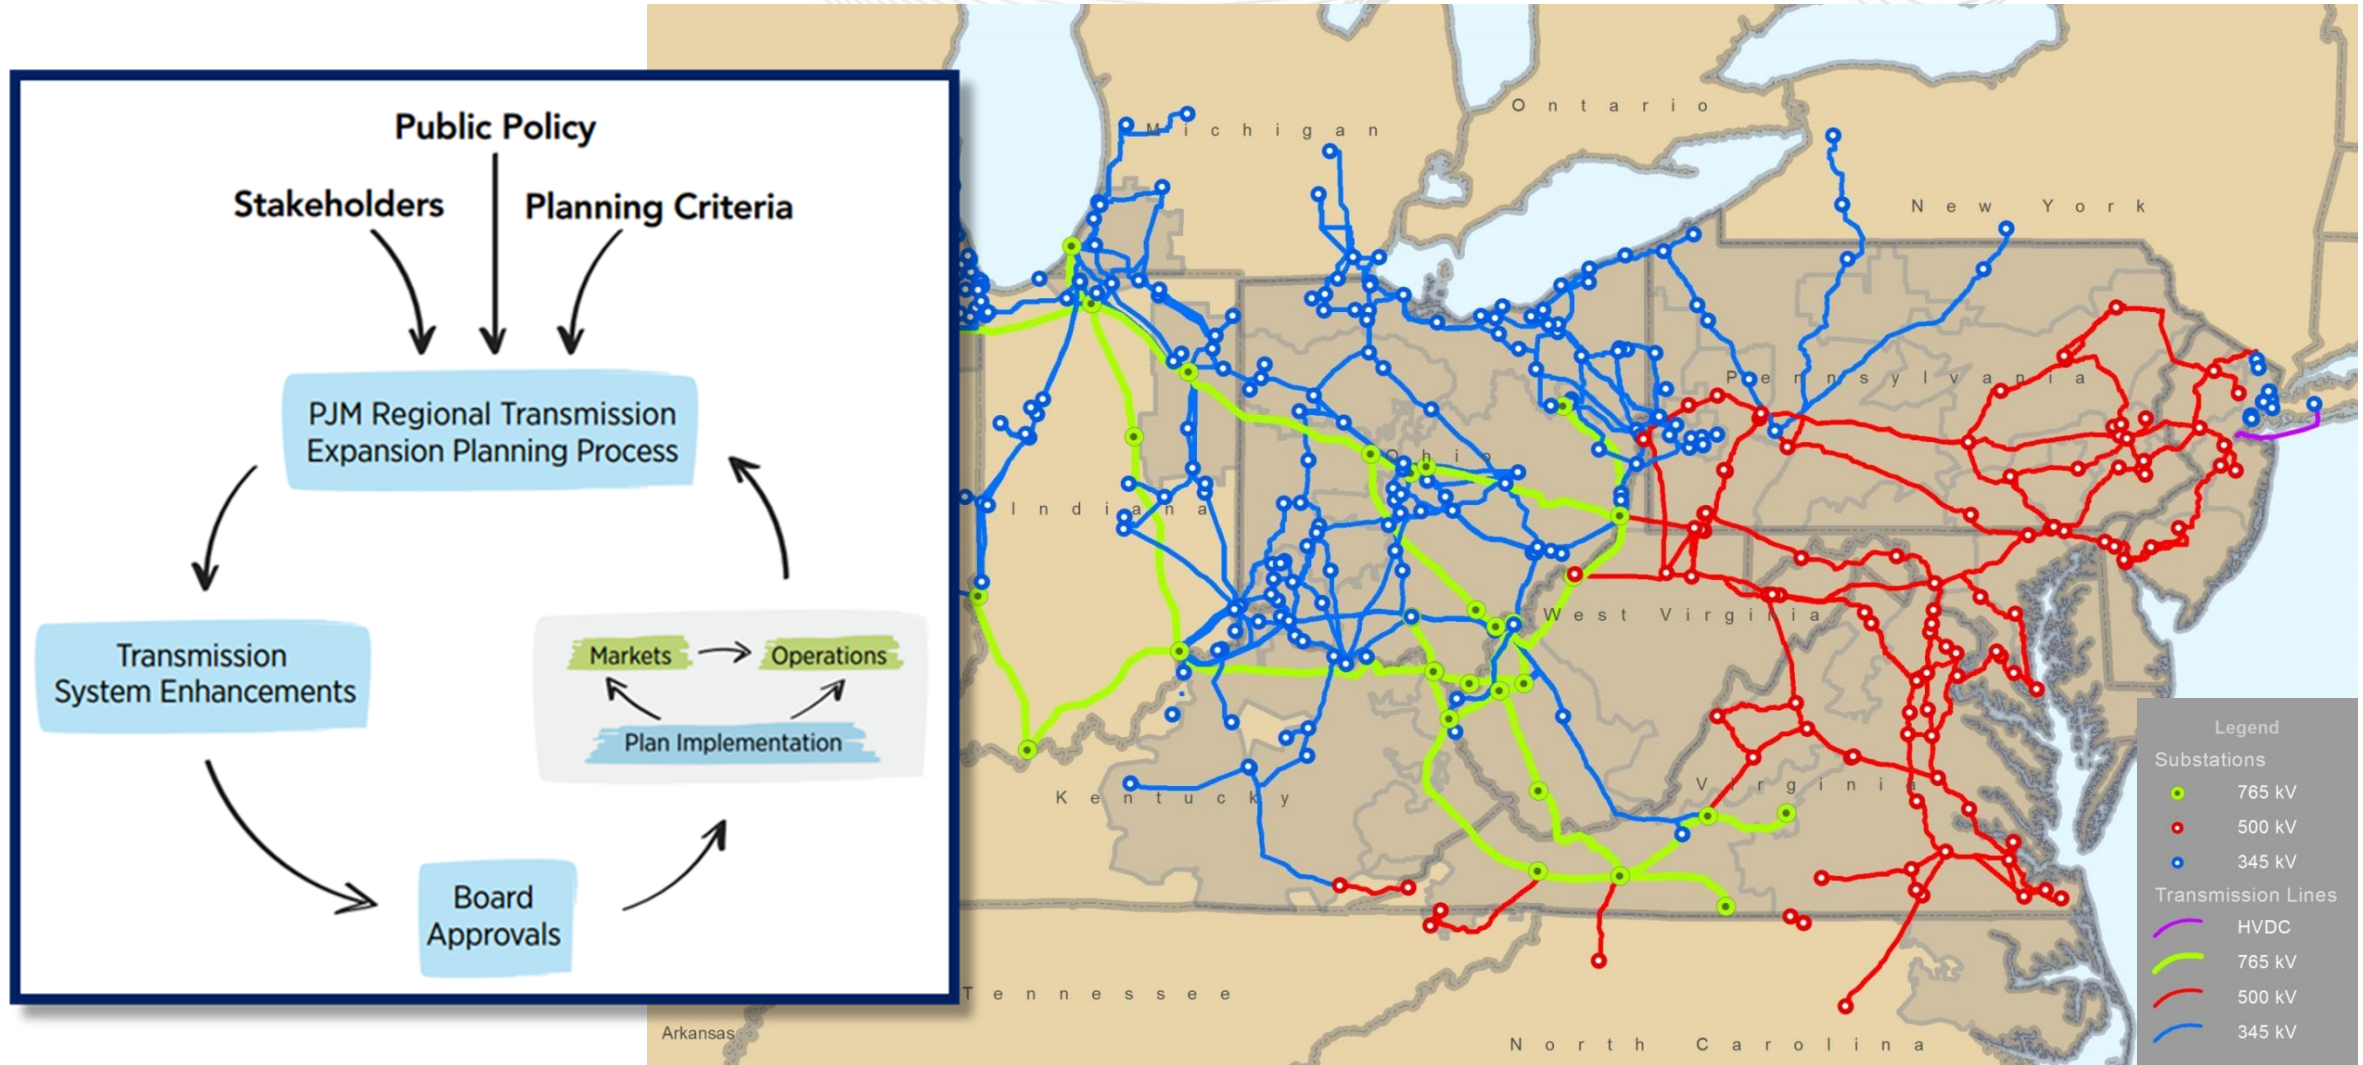 Public Policy
Stakeholders
Planning Criteria
PJM Regional Transmission
Expansion Planning Process
Transmission
System Enhancements
Markets
Operations
Plan Implementation
Board
Approvals
Ontario
Michigan
New York
Pennsylvania
Ohio
Indiana
West Virginia
Virginia
Kentucky
Tennessee
Arkansas
North Carolina
Legend
Substations
765 kV
500 kV
345 kV
Transmission Lines
HVDC
765 kV
500 kV
345 kV